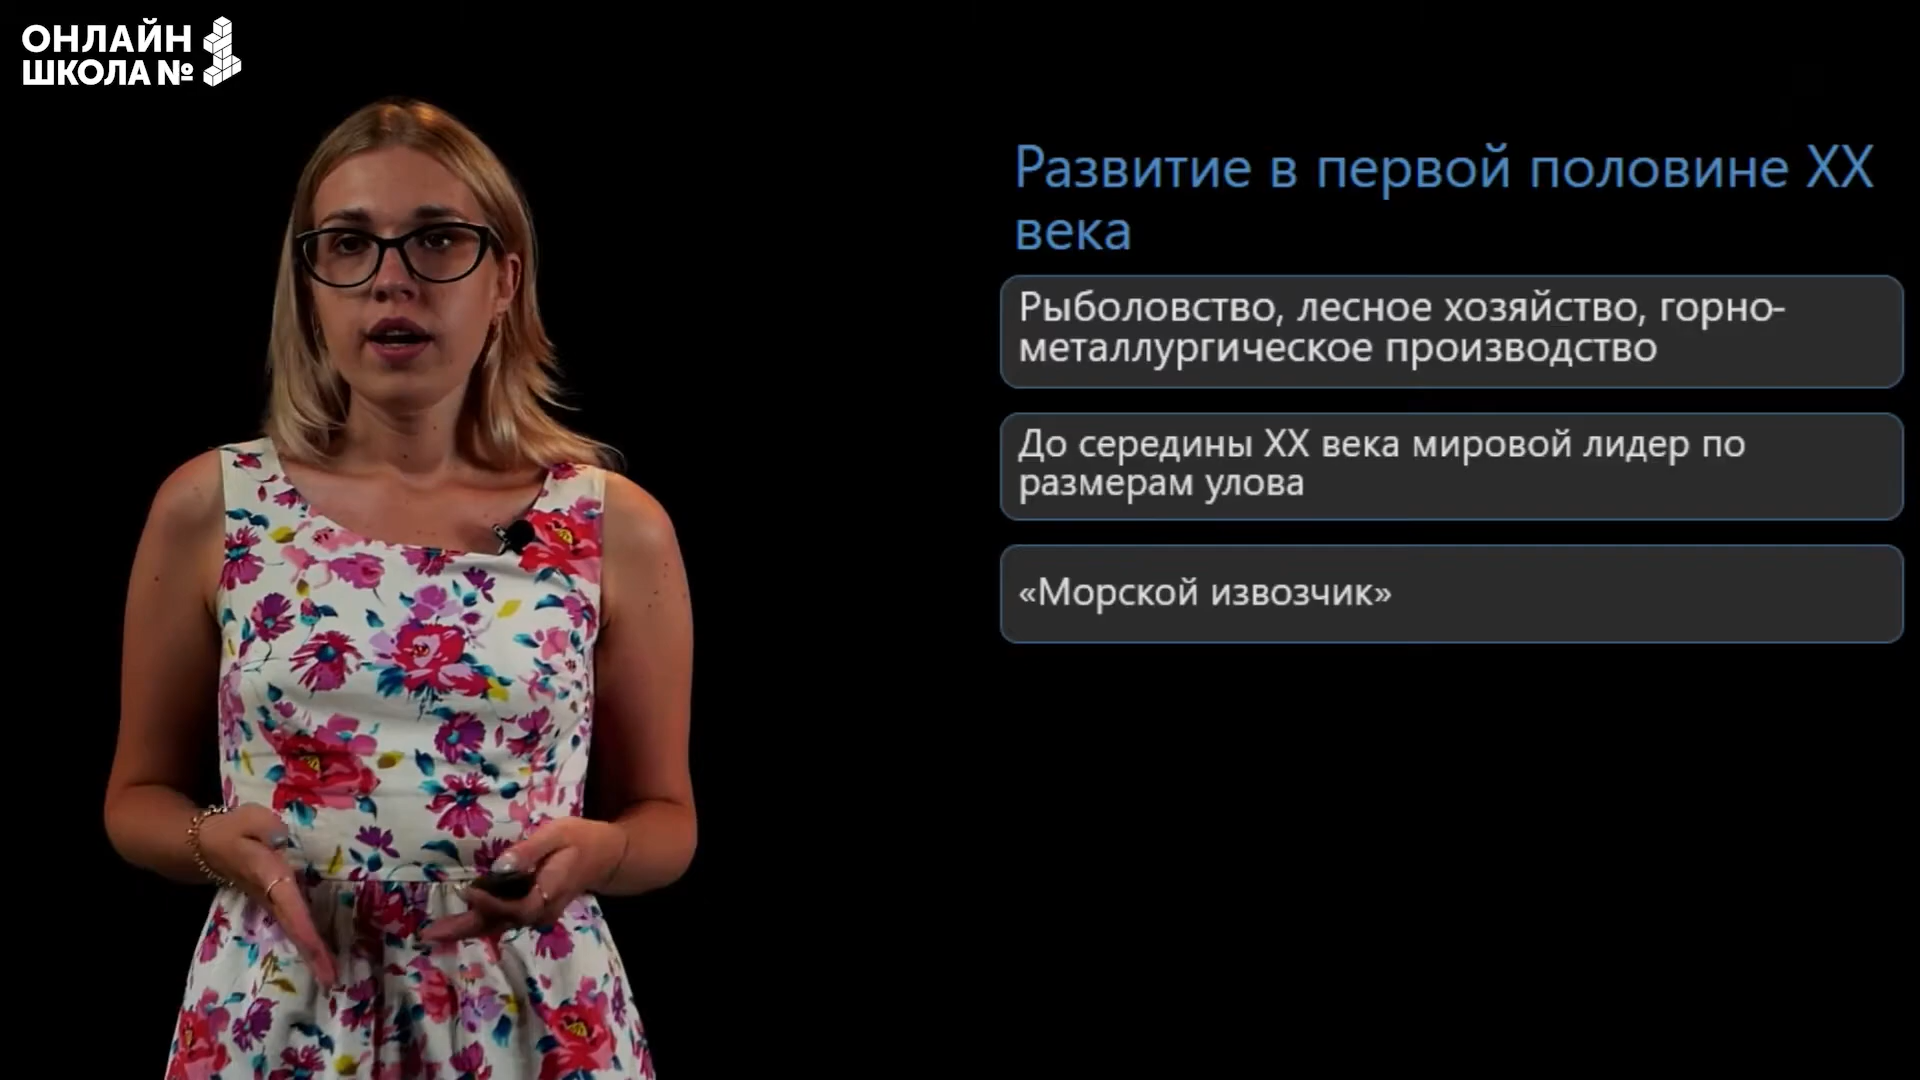 ОНЛАЙН
ШКОЛА №1
Развитие в первой половине XX
века
Рыболовство, лесное хозяйство, горно-
металлургическое производство
До середины XX века мировой лидер по
размерам улова
«Морской извозчик»